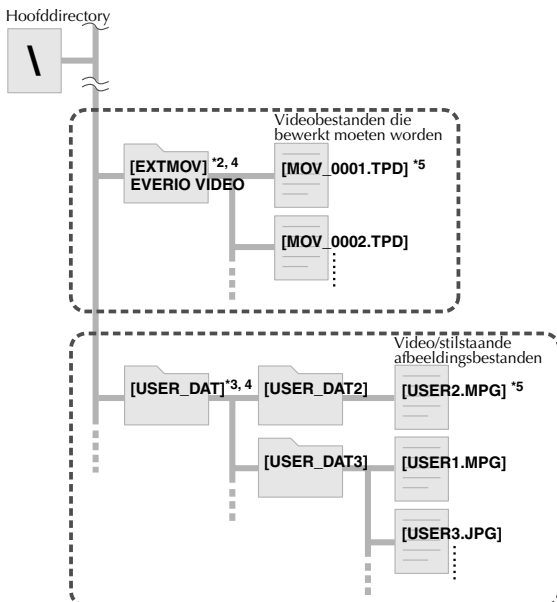 Hoofddirectory
\
Videobestanden die
bewerkt moeten worden
[EXTMOV] *2, 4
EVERIO VIDEO
[MOV_0001.TPD] *5
[MOV_0002.TPD]
Video/stilstaande
afbeeldingsbestanden
[USER_DAT]*3, 4
[USER_DAT2]
[USER2.MPG] *5
[USER_DAT3]
[USER1.MPG]
[USER3.JPG]